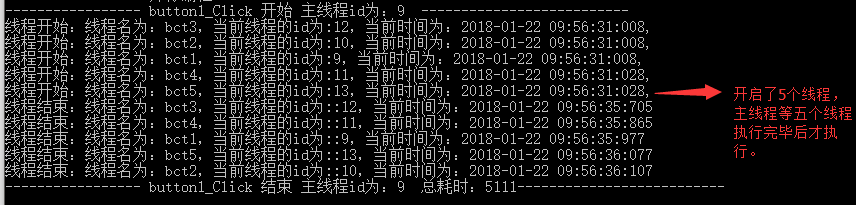 ----------------- button1_Click 开始 主线程id为：9 --------------------------
线程开始：线程名为：bct3，当前线程的id为:12，当前时间为：2018-01-22 09:56:31:008,
线程开始：线程名为：bct2，当前线程的id为:10，当前时间为：2018-01-22 09:56:31:008,
线程开始：线程名为：bct1，当前线程的id为:9，当前时间为：2018-01-22 09:56:31:008,
线程开始：线程名为：bct4，当前线程的id为:11，当前时间为：2018-01-22 09:56:31:028,
线程开始：线程名为：bct5，当前线程的id为:13，当前时间为：2018-01-22 09:56:31:028,
线程结束：线程名为：bct3，当前线程的id为::12，当前时间为：2018-01-22 09:56:35:705
线程结束：线程名为：bct4，当前线程的id为::11，当前时间为：2018-01-22 09:56:35:865
线程结束：线程名为：bct1，当前线程的id为::9，当前时间为：2018-01-22 09:56:35:977
线程结束：线程名为：bct5，当前线程的id为::13，当前时间为：2018-01-22 09:56:36:077
线程结束：线程名为：bct2，当前线程的id为::10，当前时间为：2018-01-22 09:56:36:107
----------------- button1_Click 结束 主线程id为：9 总耗时：5111--------------------------
开启了5个线程，
主线程等五个线程
执行完毕后才执
行。